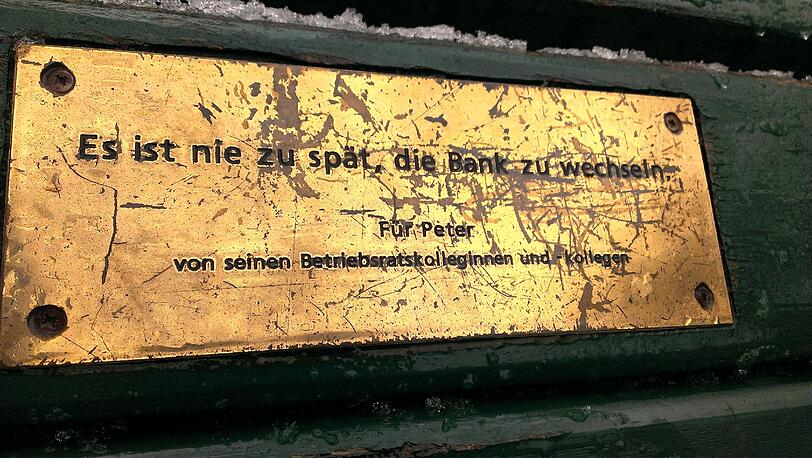 Es ist nie zu spät, die Bank zu wechseln...
Für Peter
von seinen Betriebsratskolleginnen und -kollegen